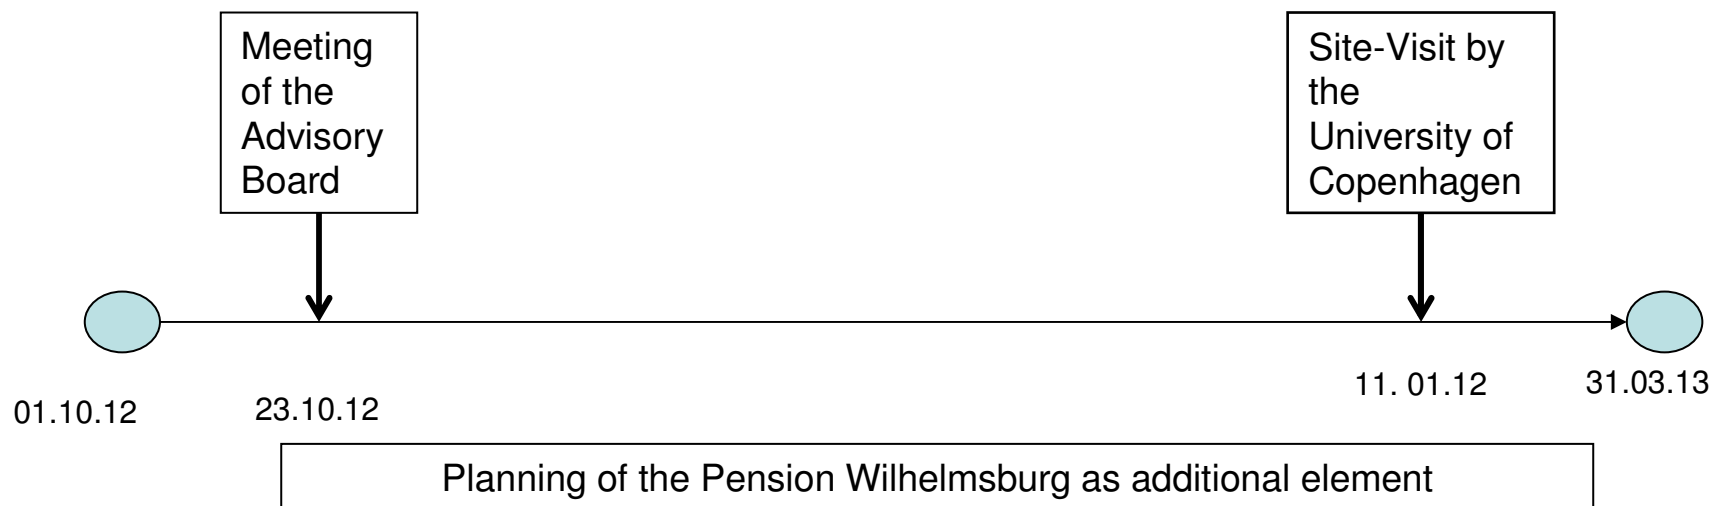 Meeting
of the
Advisory
Board
Site-Visit by
the
University of
Copenhagen
01.10.12
23.10.12
11. 01.12
31.03.13
Planning of the Pension Wilhelmsburg as additional element